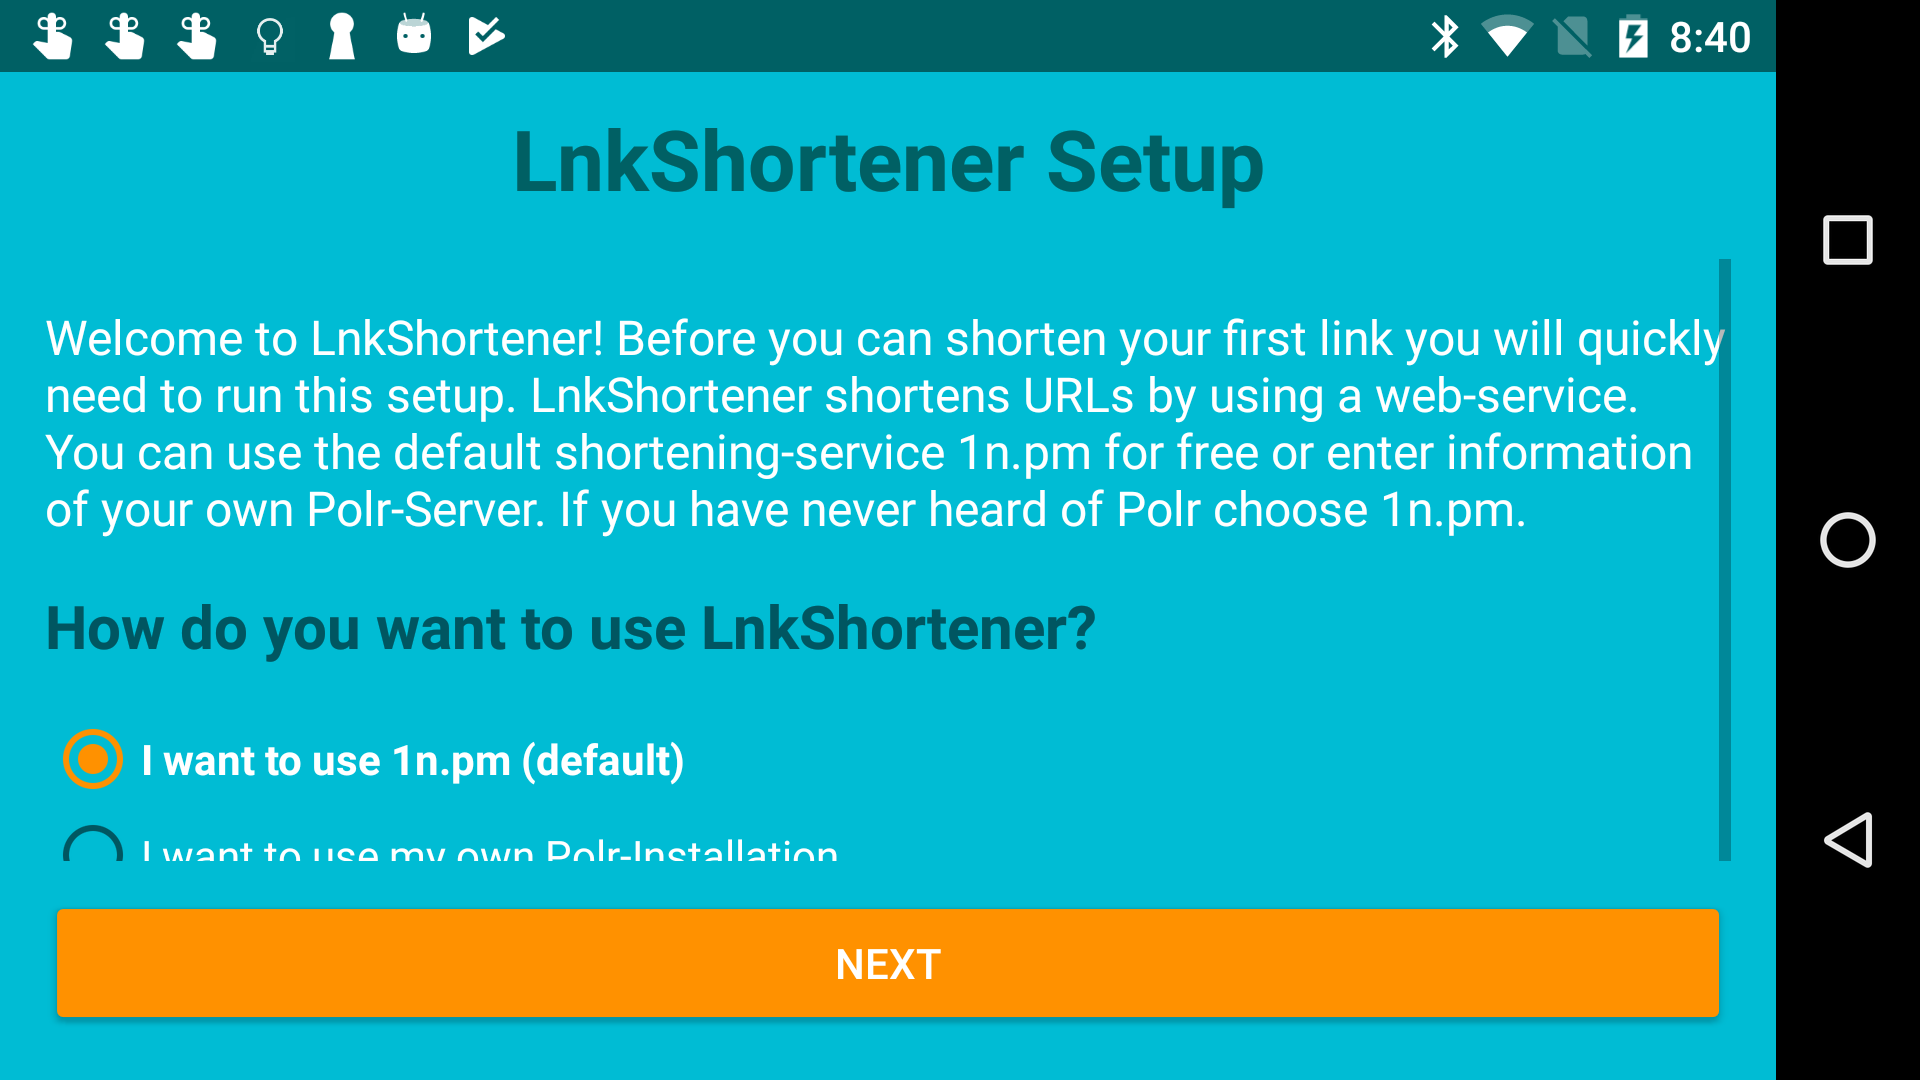 8:40
LnkShortener Setup
Welcome to LnkShortener! Before you can shorten your first link you will quickly
need to run this setup. LnkShortener shortens URLs by using a web-service.
You can use the default shortening-service 1n.pm for free or enter information
of your own Polr-Server. If you have never heard of Polr choose 1n.pm.
How do you want to use LnkShortener?
I want to use 1n.pm (default)
I want to use my own Polr-Installation
NEXT